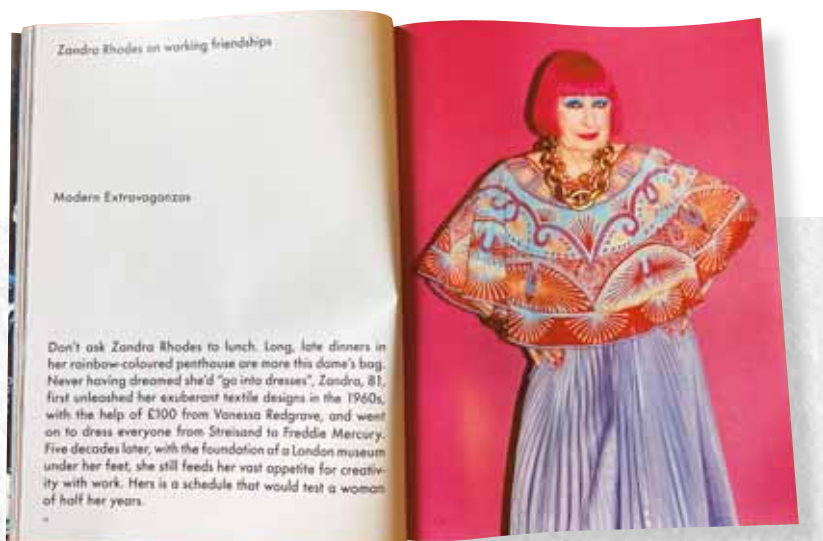 Zandra Rhodes on working friendships
Modern Extravaganzas
Don't ask Zandra Rhodes to lunch. Long, late dinners in
her rainbow-coloured penthouse are more this dame's bag.
Never having dreamed she'd "go into dresses", Zandra, 81,
first unleashed her exuberant textile designs in the 1960s,
with the help of £100 from Vanessa Redgrave, and went
on to dress everyone from Streisand to Freddie Mercury.
Five decades later, with the foundation of a London museum
under her feet, she still feeds her vast appetite for creativ-
ity with work. Hers is a schedule that would test a woman
of half her years.